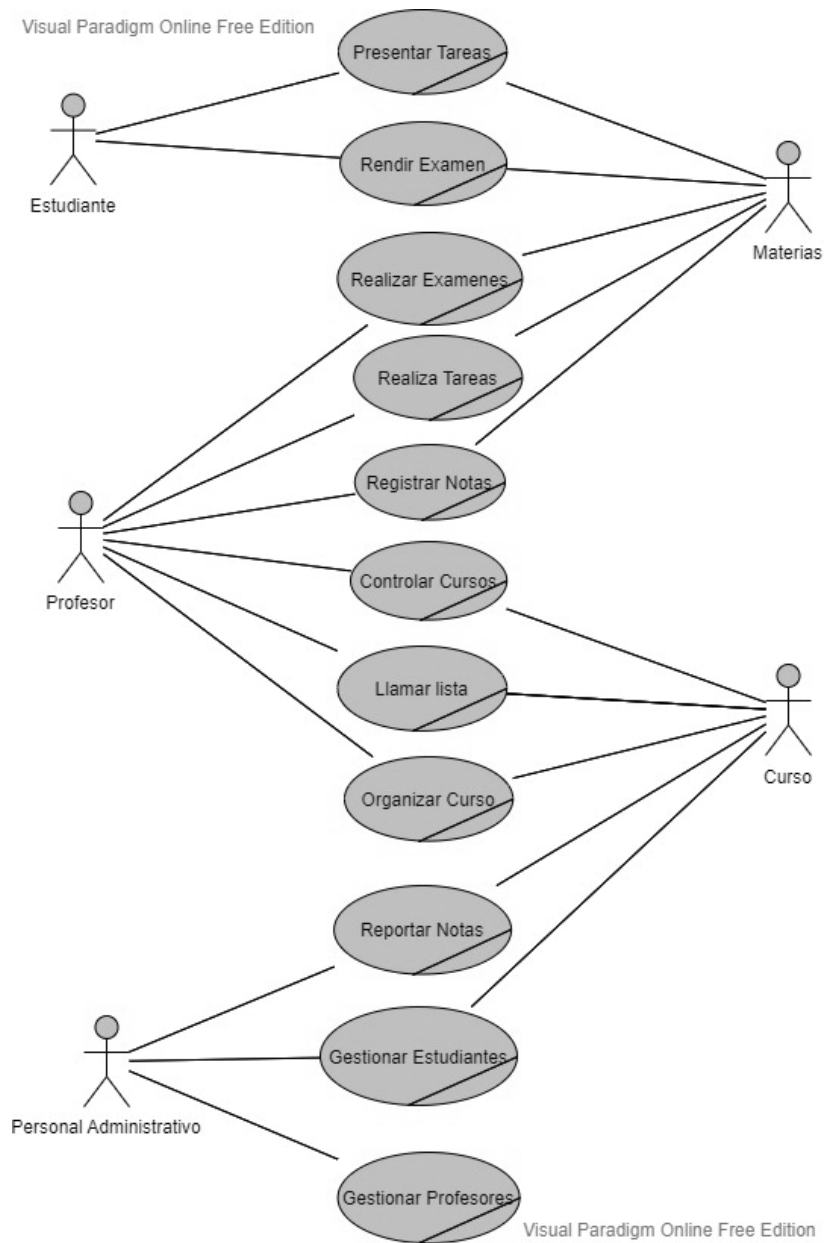 Visual Paradigm Online Free Edition
Presentar Tareas
Estudiante
Rendir Examen
Materias
Realizar Examenes
Realiza Tareas
Registrar Notas
Profesor
Controlar Cursos
Llamar lista
Curso
Organizar Curso
Reportar Notas
Gestionar Estudiantes
Personal Administrativo
Gestionar Profesores
Visual Paradigm Online Free Edition